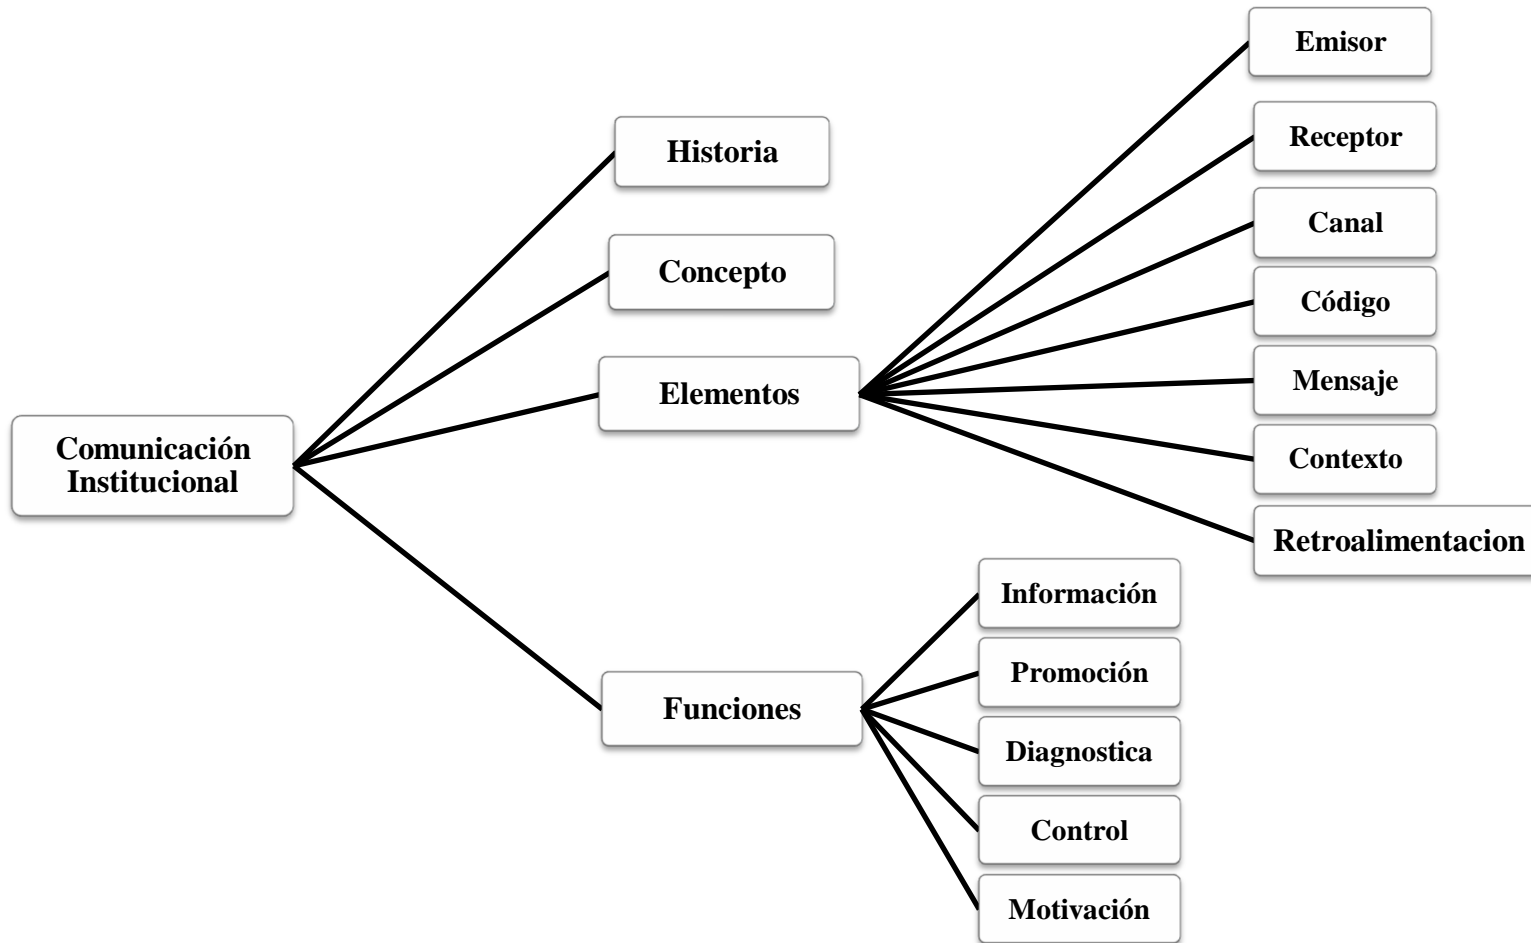 Comunicación
Institucional
Historia
Concepto
Elementos
Funciones
Emisor
Receptor
Canal
Código
Mensaje
Contexto
Retroalimentacion
Información
Promoción
Diagnostica
Control
Motivación